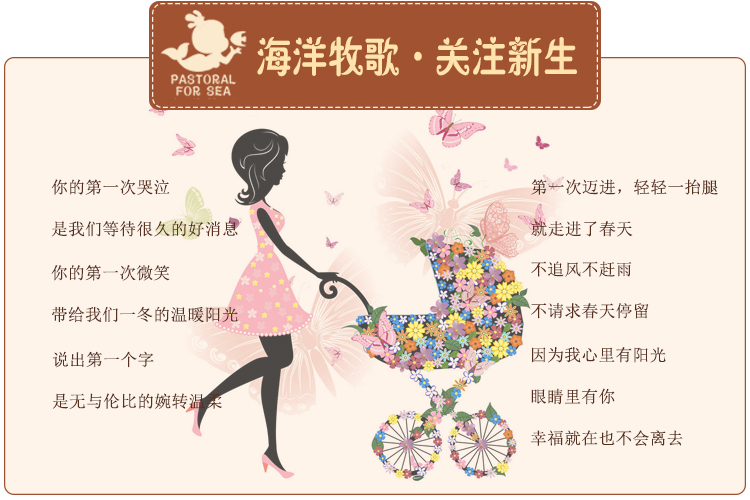 PASTORAL
FOR SEA
海洋牧歌·关注新生
你的第一次哭泣
是我们等待很久的好消息
你的第一次微笑
带给我们一冬的温暖阳光
说出第一个字
是无与伦比的婉转温柔
第一次迈进，轻轻一抬腿
就走进了春天
不追风不赶雨
不请求春天停留
因为我心里有阳光
眼睛里有你
幸福就在也不会离去